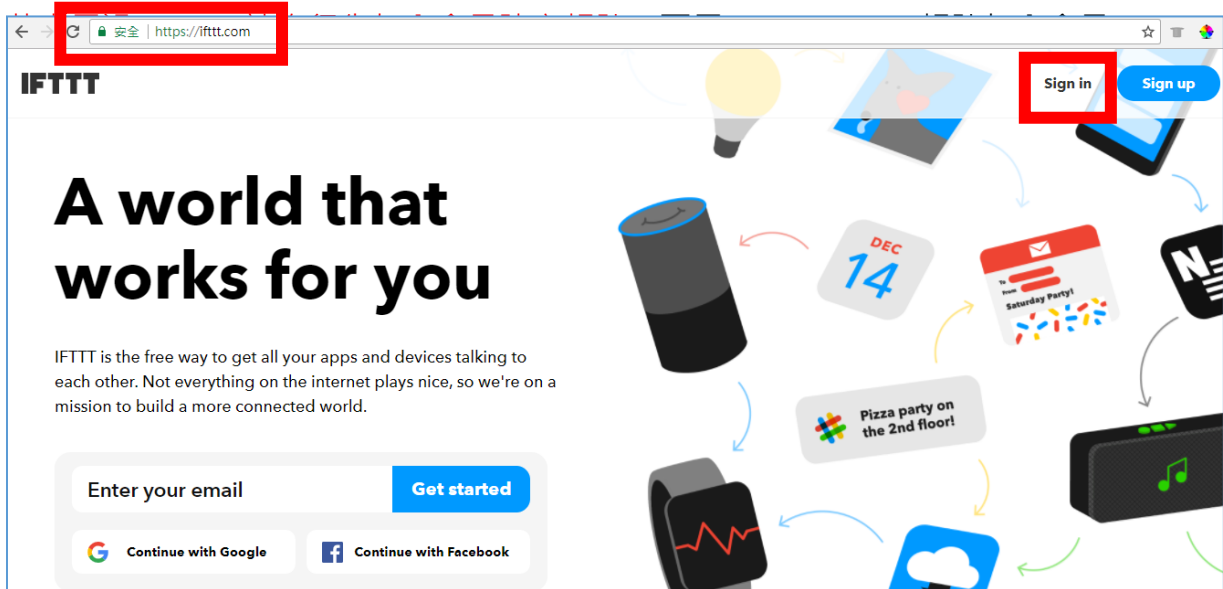 安全 | https://ifttt.com
IFTTT
Sign in
Sign up
A world that
works for you
IFTTT is the free way to get all your apps and devices talking to
each other. Not everything on the internet plays nice, so we're on a
mission to build a more connected world.
Enter your email
Get started
Continue with Google
Continue with Facebook
DEC
14
To
From
Saturday Party!
Pizza party on
the 2nd floor!